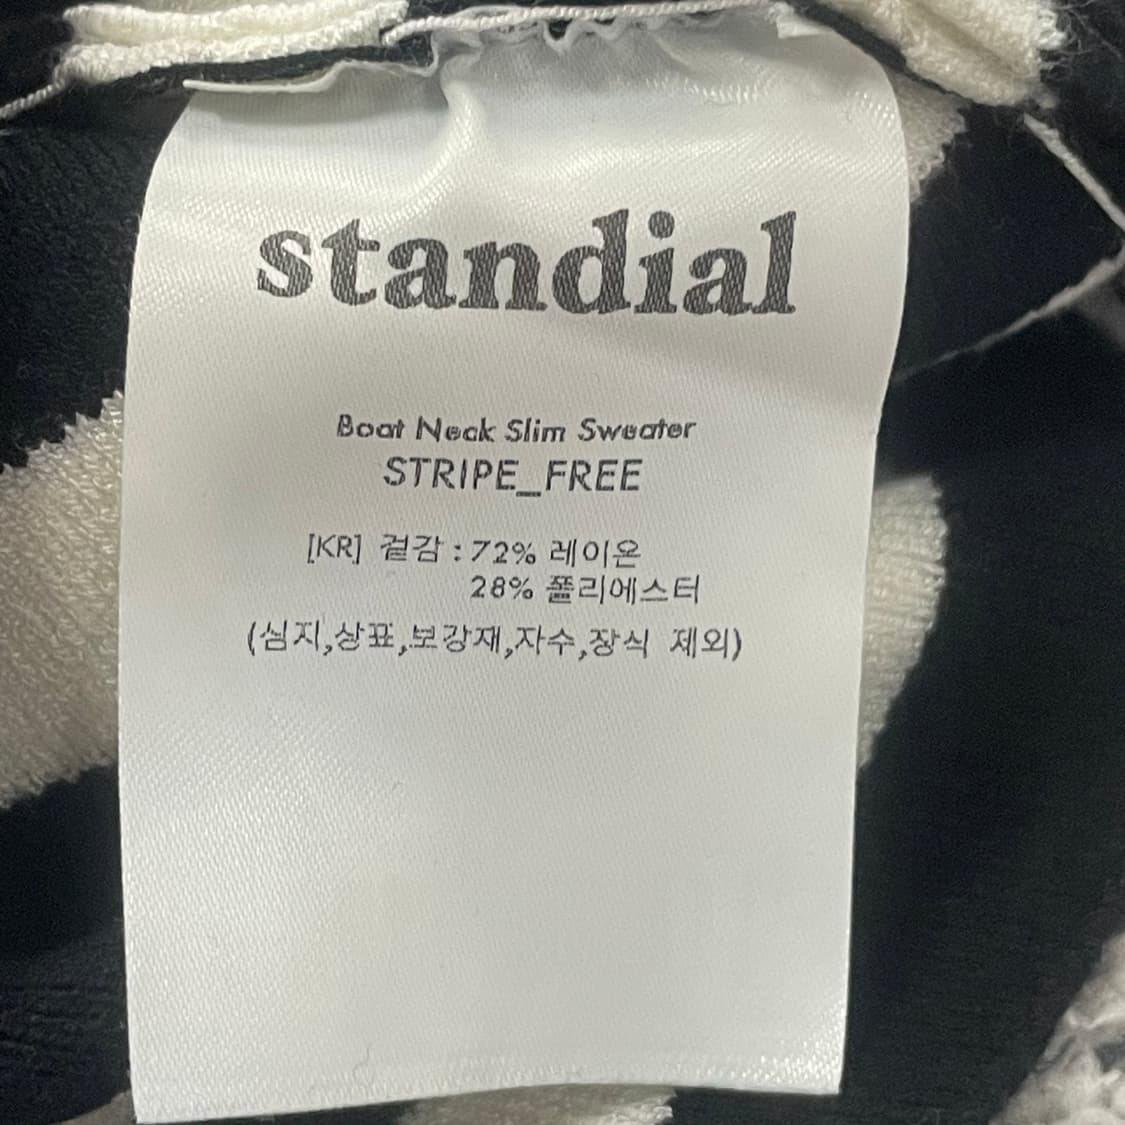 standial
Boat Neck Slim Sweater
STRIPE_FREE
[KR] 겉감 : 72% 레이온
28% 폴리에스터
(심지,상표,보강재,자수,장식 제외)